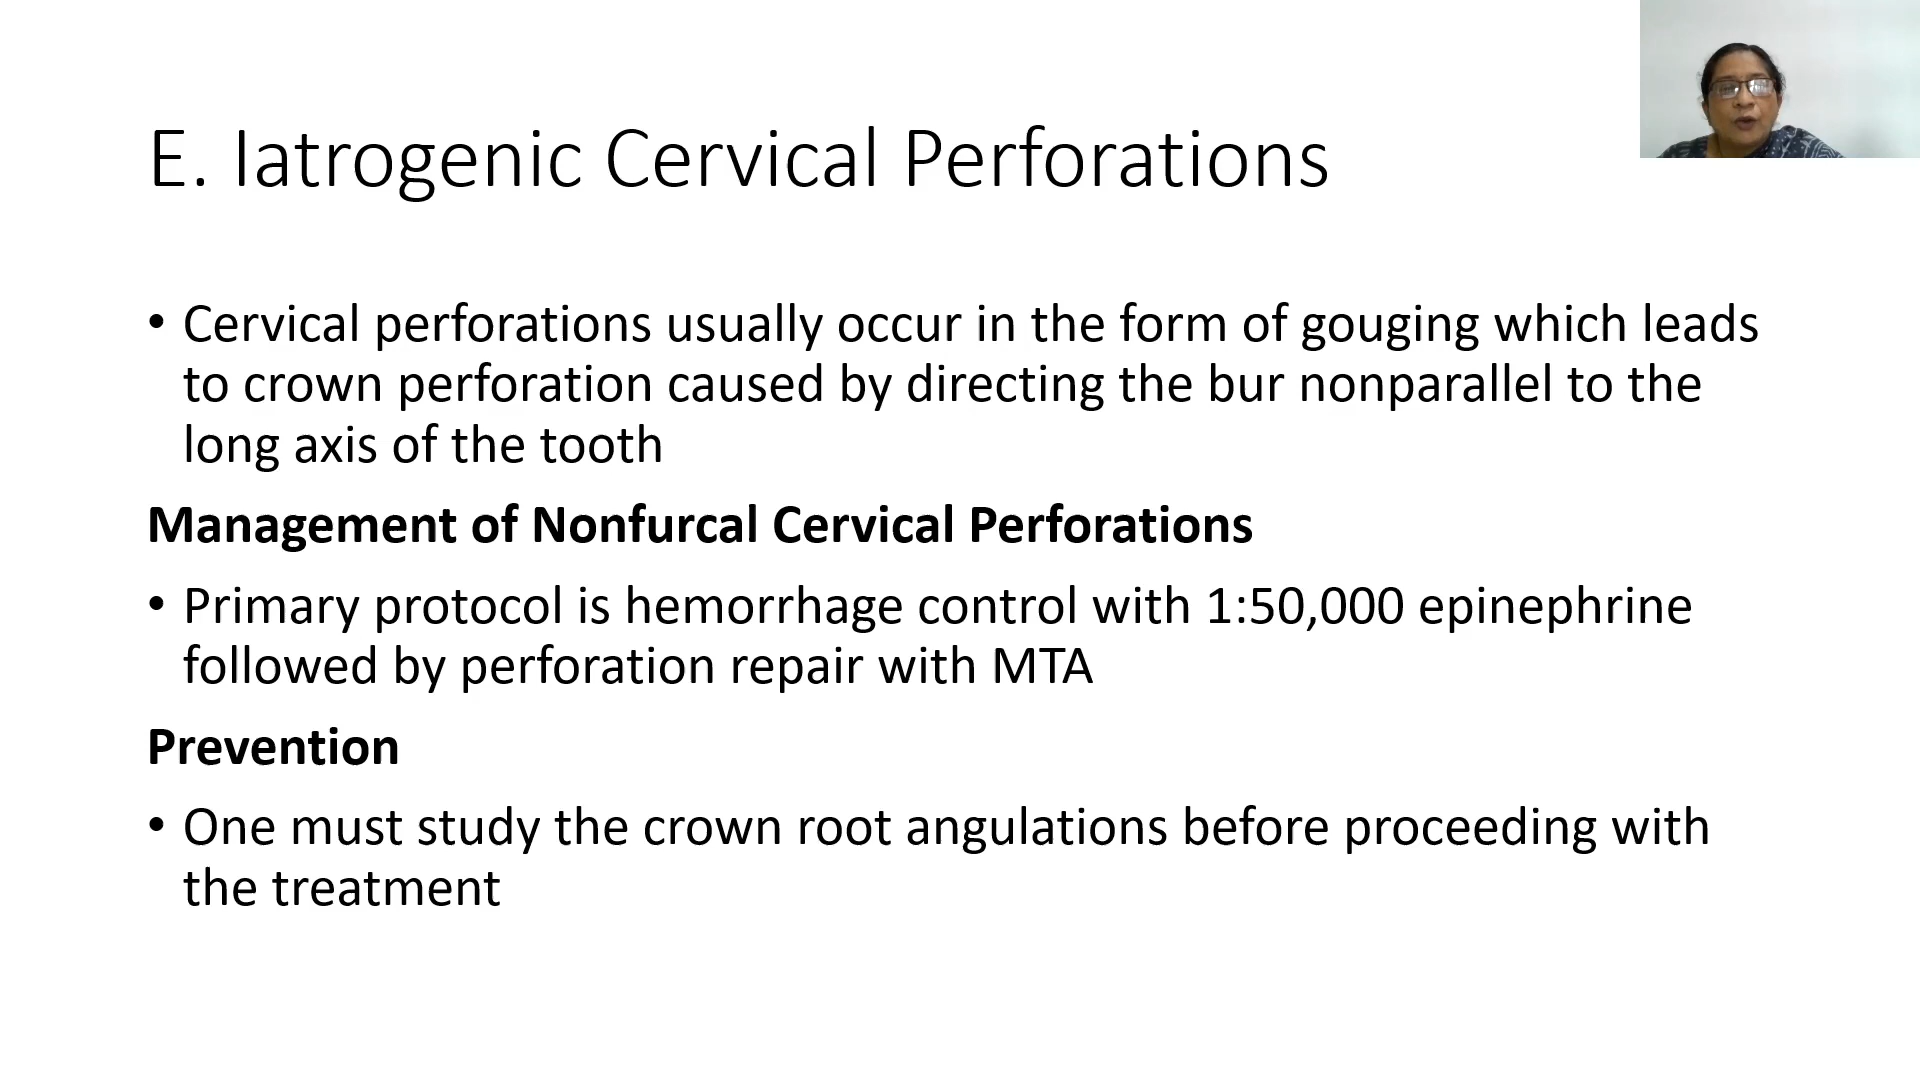 E. Iatrogenic Cervical Perforations
• Cervical perforations usually occur in the form of gouging which leads
to crown perforation caused by directing the bur nonparallel to the
long axis of the tooth
Management of Nonfurcal Cervical Perforations
• Primary protocol is hemorrhage control with 1:50,000 epinephrine
followed by perforation repair with MTA
Prevention
• One must study the crown root angulations before proceeding with
the treatment